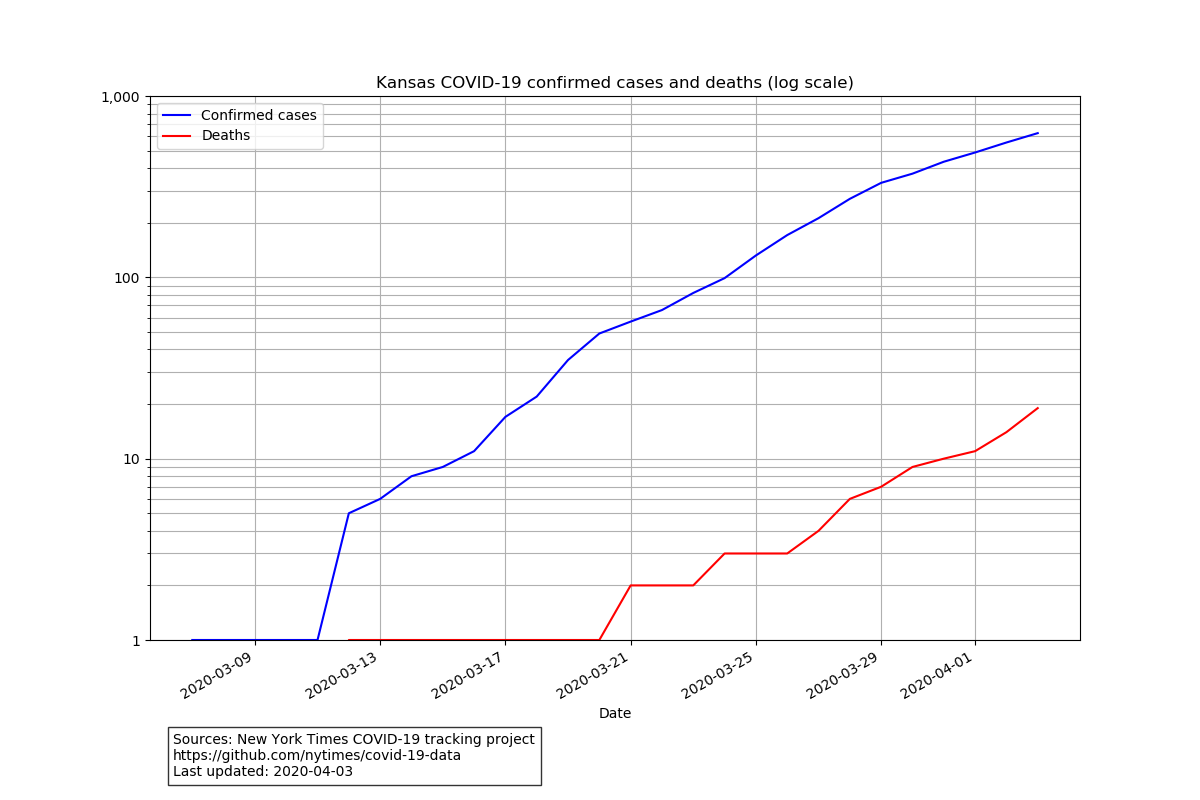 Kansas COVID-19 confirmed cases and deaths (log scale)
1,000
Confirmed cases
Deaths
100
10
1
2020-03-09
2020-03-13
2020-03-17
2020-03-21
2020-03-25
2020-03-29
2020-04-01
Date
Sources: New York Times COVID-19 tracking project
https://github.com/nytimes/covid-19-data
Last updated: 2020-04-03